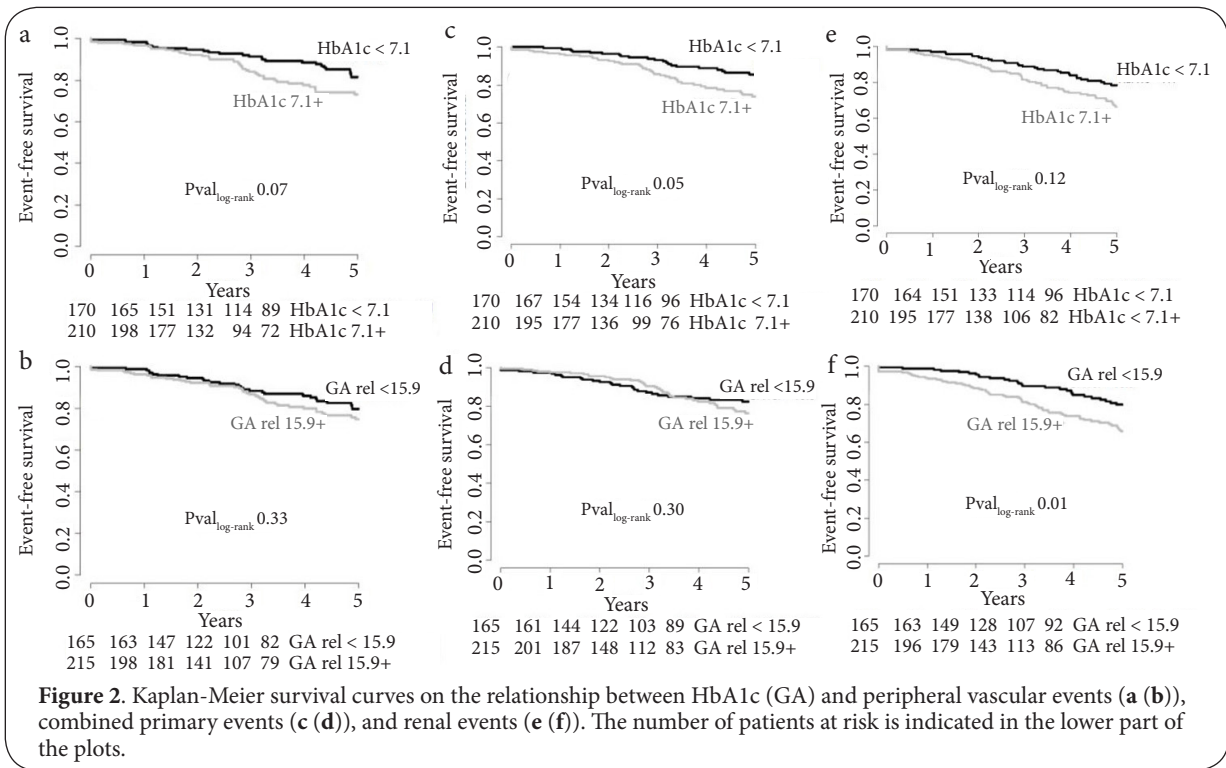 a
Event-free survival
1.0
0.8
0.6
0.4
0.2
0.0
HbA1c < 7.1
HbA1c 7.1+
Pval log-rank 0.07
0 1 2 3 4 5
Years
170 165 151 131 114 89 HbA1c < 7.1
210 198 177 132 94 72 HbA1c 7.1+
c
Event-free survival
1.0
0.8
0.6
0.4
0.2
0.0
HbA1c < 7.1
HbA1c 7.1+
Pval log-rank 0.05
0 1 2 3 4 5
Years
170 167 154 134 116 96 HbA1c < 7.1
210 195 177 136 99 76 HbA1c 7.1+
e
Event-free survival
1.0
0.8
0.6
0.4
0.2
0.0
HbA1c < 7.1
HbA1c 7.1+
Pval log-rank 0.12
0 1 2 3 4 5
Years
170 164 151 133 114 96 HbA1c < 7.1
210 195 177 138 106 82 HbA1c < 7.1+
b
Event-free survival
1.0
0.8
0.6
0.4
0.2
0.0
GA rel <15.9
GA rel 15.9+
Pval log-rank 0.33
0 1 2 3 4 5
Years
165 163 147 122 101 82 GA rel < 15.9
215 198 181 141 107 79 GA rel 15.9+
d
Event-free survival
1.0
0.8
0.6
0.4
0.2
0.0
GA rel <15.9
GA rel 15.9+
Pval log-rank 0.30
0 1 2 3 4 5
Years
165 161 144 122 103 89 GA rel < 15.9
215 201 187 148 112 83 GA rel 15.9+
f
Event-free survival
1.0
0.8
0.6
0.4
0.2
0.0
GA rel <15.9
GA rel 15.9+
Pval log-rank 0.01
0 1 2 3 4 5
Years
165 163 149 128 107 92 GA rel < 15.9
215 196 179 143 113 86 GA rel 15.9+
Figure 2. Kaplan-Meier survival curves on the relationship between HbA1c (GA) and peripheral vascular events (a (b)),
combined primary events (c (d)), and renal events (e (f)). The number of patients at risk is indicated in the lower part of
the plots.